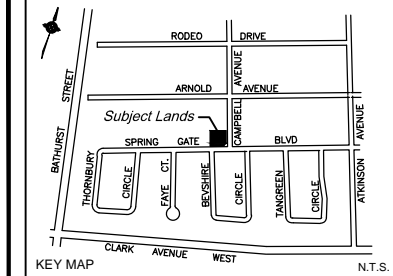 RODEO DRIVE
ARNOLD AVENUE
CAMPBELL AVENUE
Subject Lands
SPRING GATE BLVD
BATHURST STREET
THORNBURY CIRCLE
FAYE CT.
BEVSHIRE CIRCLE
TANGREEN CIRCLE
ATKINSON AVENUE
CLARK AVENUE WEST
KEY MAP
N.T.S.